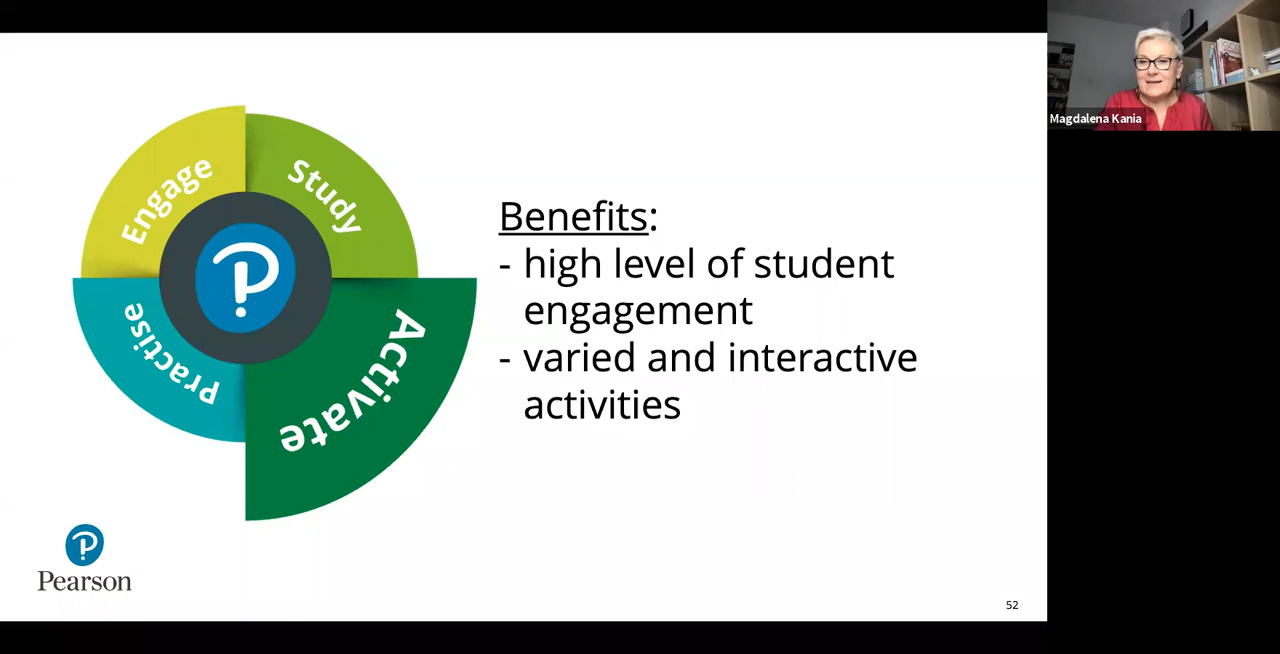 Magdalena Kania
Engage
Study
Practise
Activate
Benefits:
- high level of student
engagement
- varied and interactive
activities
Pearson
52